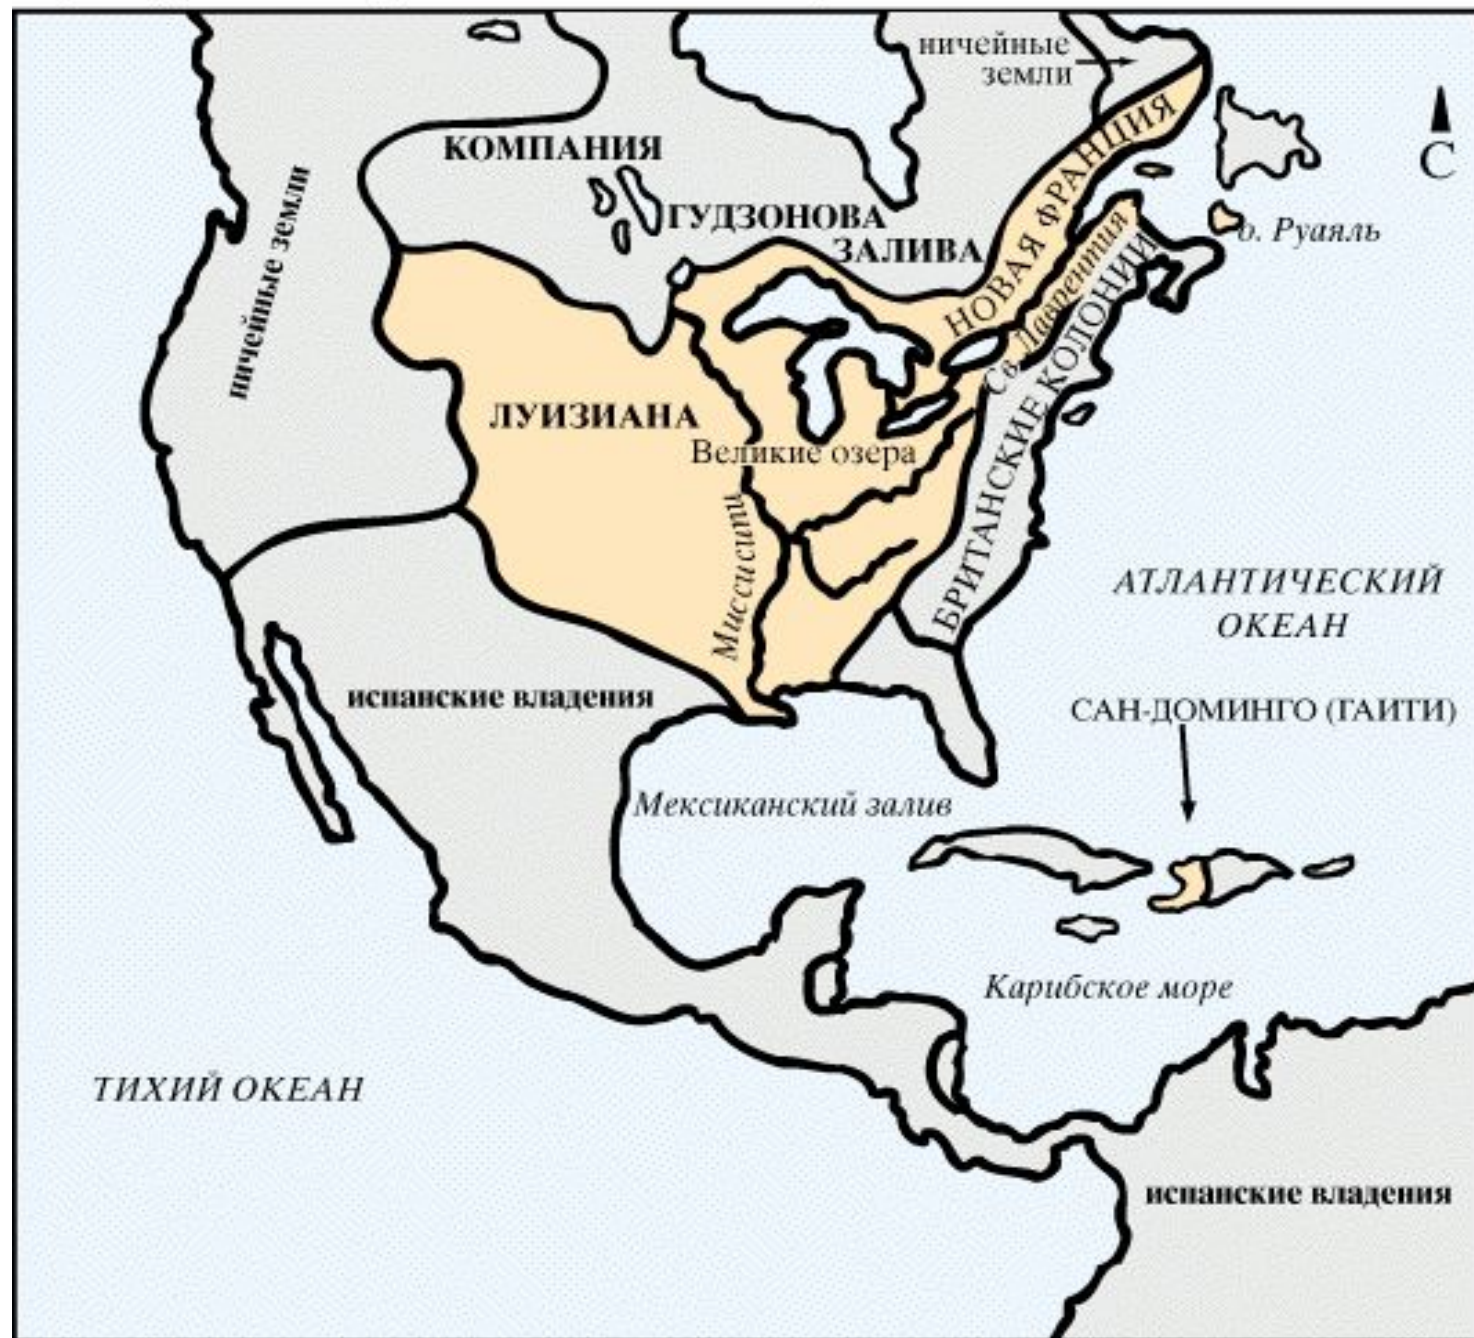 ничейные
земли
С
КОМПАНИЯ
ГУДЗОНОВА
ЗАЛИВА
НОВАЯ ФРАНЦИЯ
о. Руаяль
ничейные земли
Св. Лаврентия
БРИТАНСКИЕ КОЛОНИИ
ЛУИЗИАНА
Великие озера
Миссисипи
АТЛАНТИЧЕСКИЙ
ОКЕАН
испанские владения
САН-ДОМИНГО (ГАИТИ)
Мексиканский залив
Карибское море
ТИХИЙ ОКЕАН
испанские владения